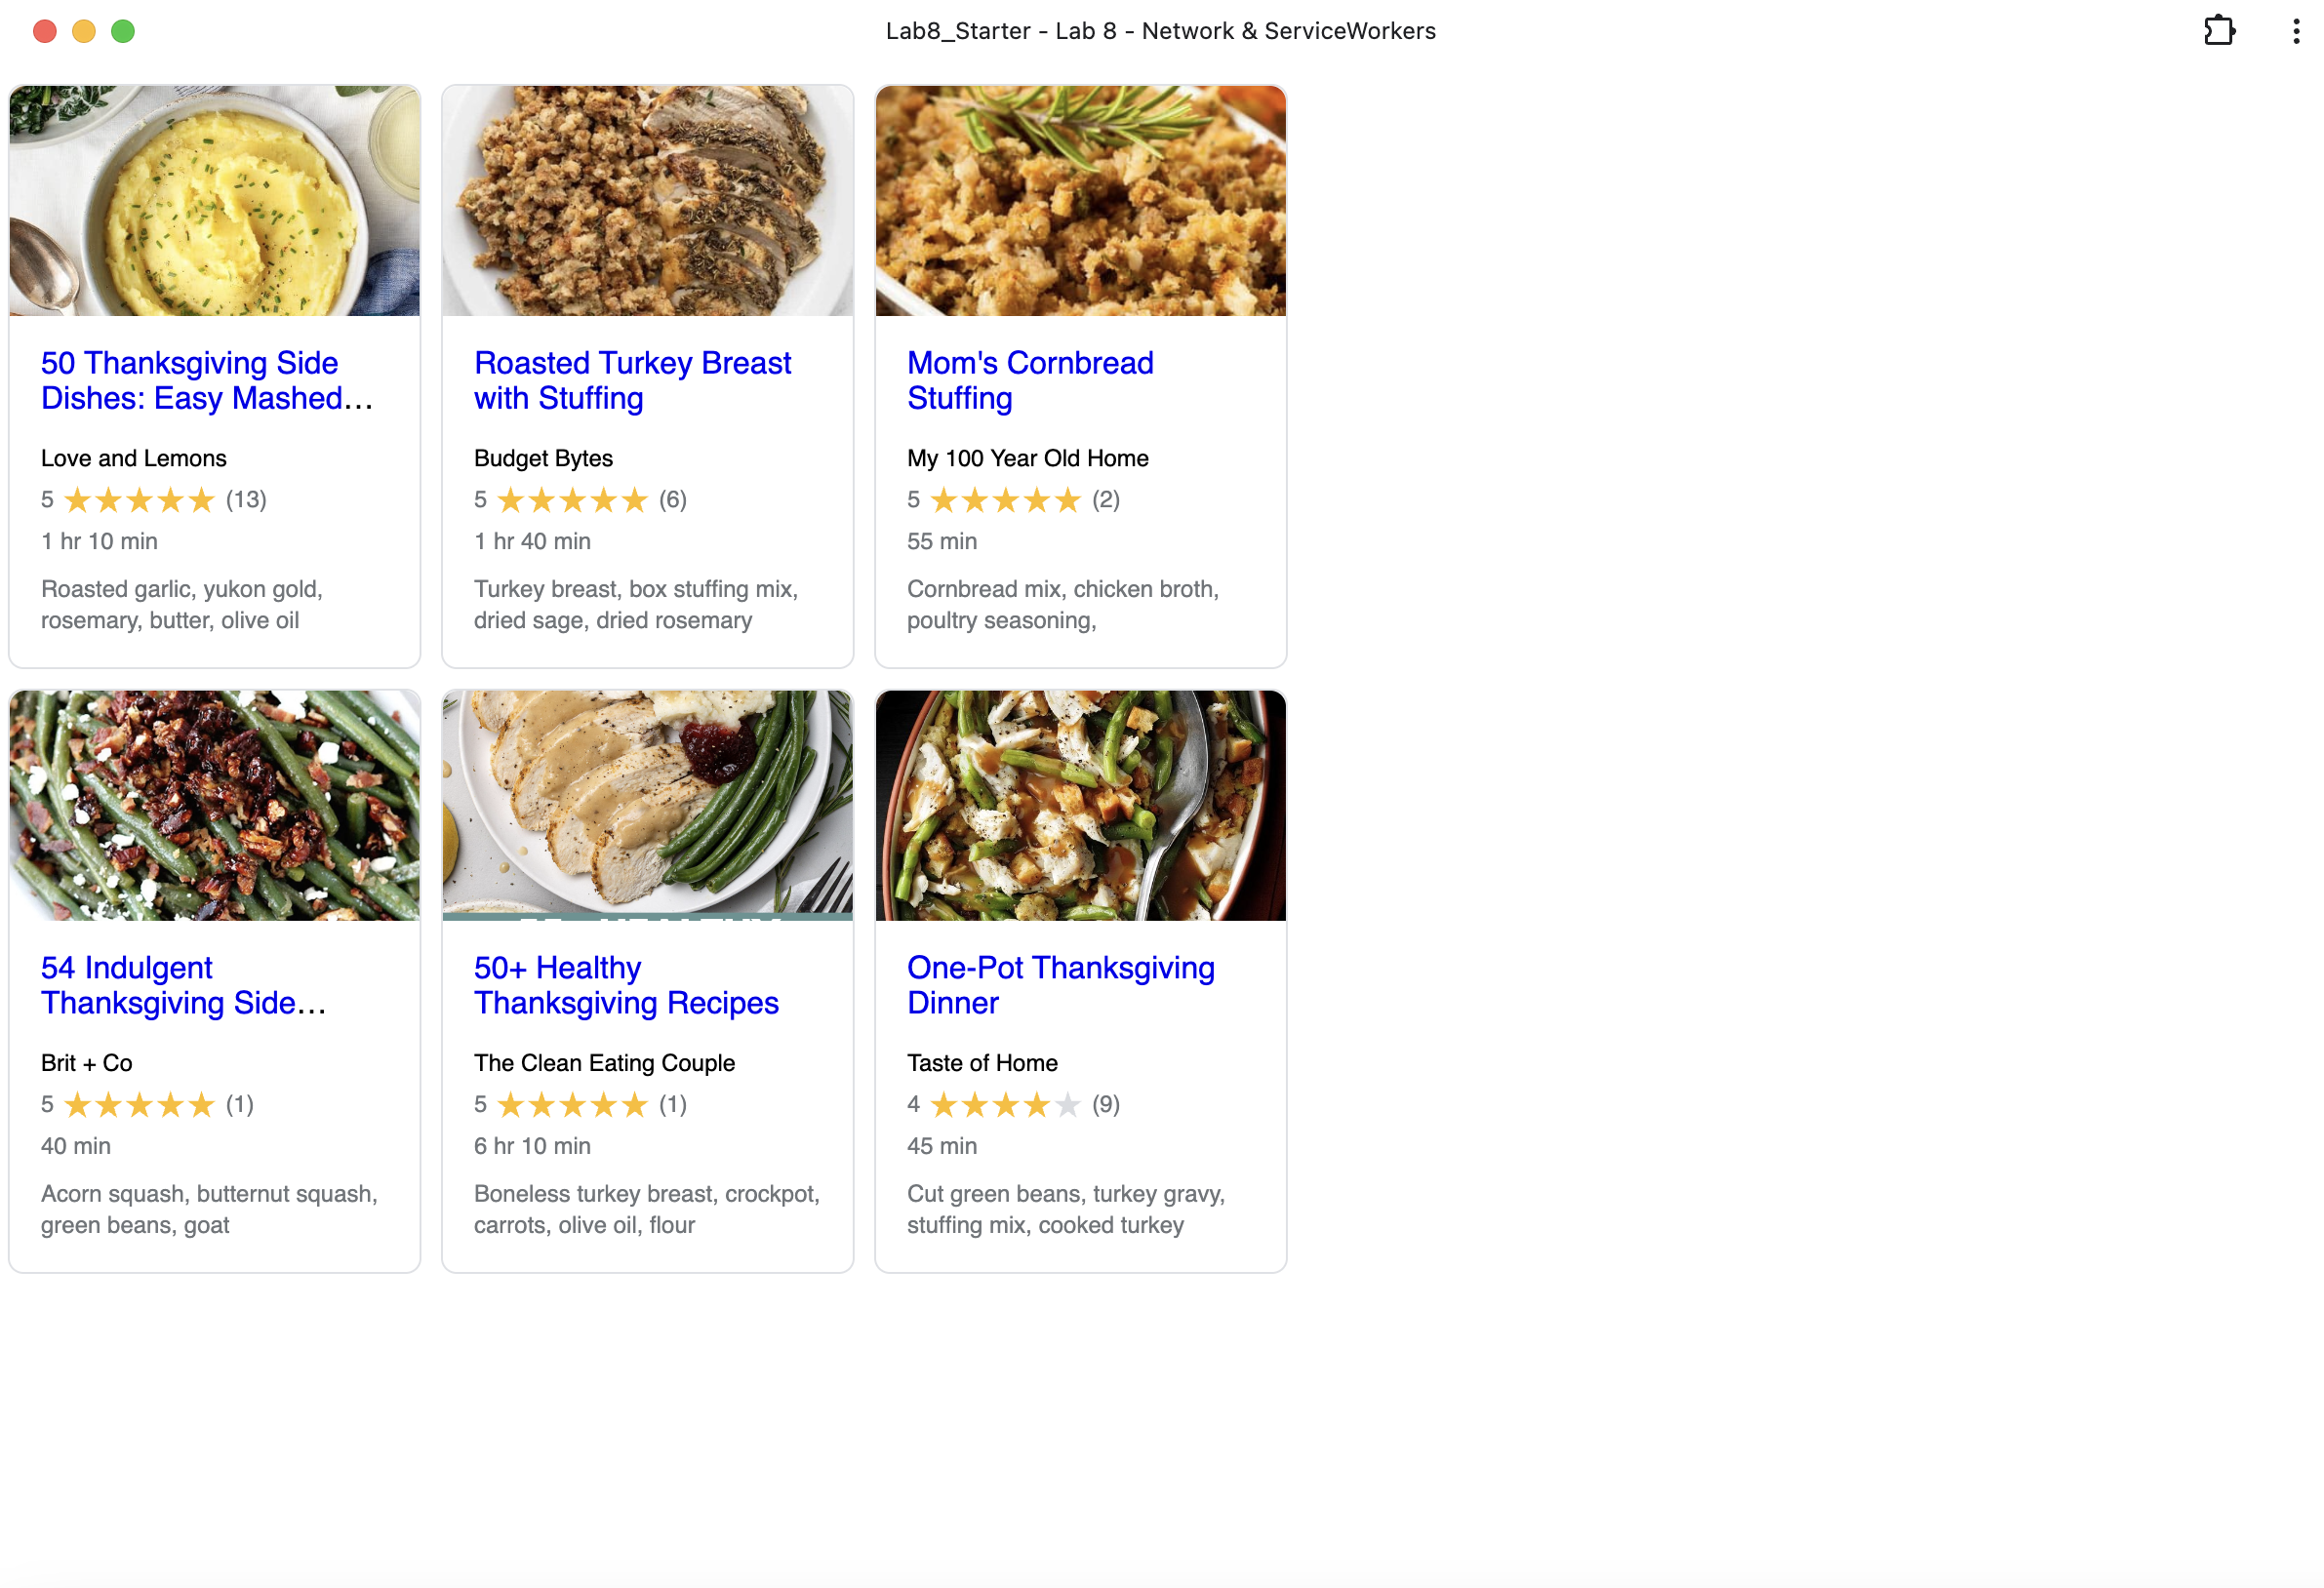 Lab8_Starter - Lab 8 - Network & ServiceWorkers
50 Thanksgiving Side
Dishes: Easy Mashed...
Love and Lemons
5 ★★★★★ (13)
1 hr 10 min
Roasted garlic, yukon gold,
rosemary, butter, olive oil
Roasted Turkey Breast
with Stuffing
Budget Bytes
5 ★★★★★ (6)
1 hr 40 min
Turkey breast, box stuffing mix,
dried sage, dried rosemary
Mom's Cornbread
Stuffing
My 100 Year Old Home
5 ★★★★★ (2)
55 min
Cornbread mix, chicken broth,
poultry seasoning,
54 Indulgent
Thanksgiving Side...
Brit + Co
5 ★★★★★ (1)
40 min
Acorn squash, butternut squash,
green beans, goat
50+ Healthy
Thanksgiving Recipes
The Clean Eating Couple
5 ★★★★★ (1)
6 hr 10 min
Boneless turkey breast, crockpot,
carrots, olive oil, flour
One-Pot Thanksgiving
Dinner
Taste of Home
4 ★★★★★ (9)
45 min
Cut green beans, turkey gravy,
stuffing mix, cooked turkey